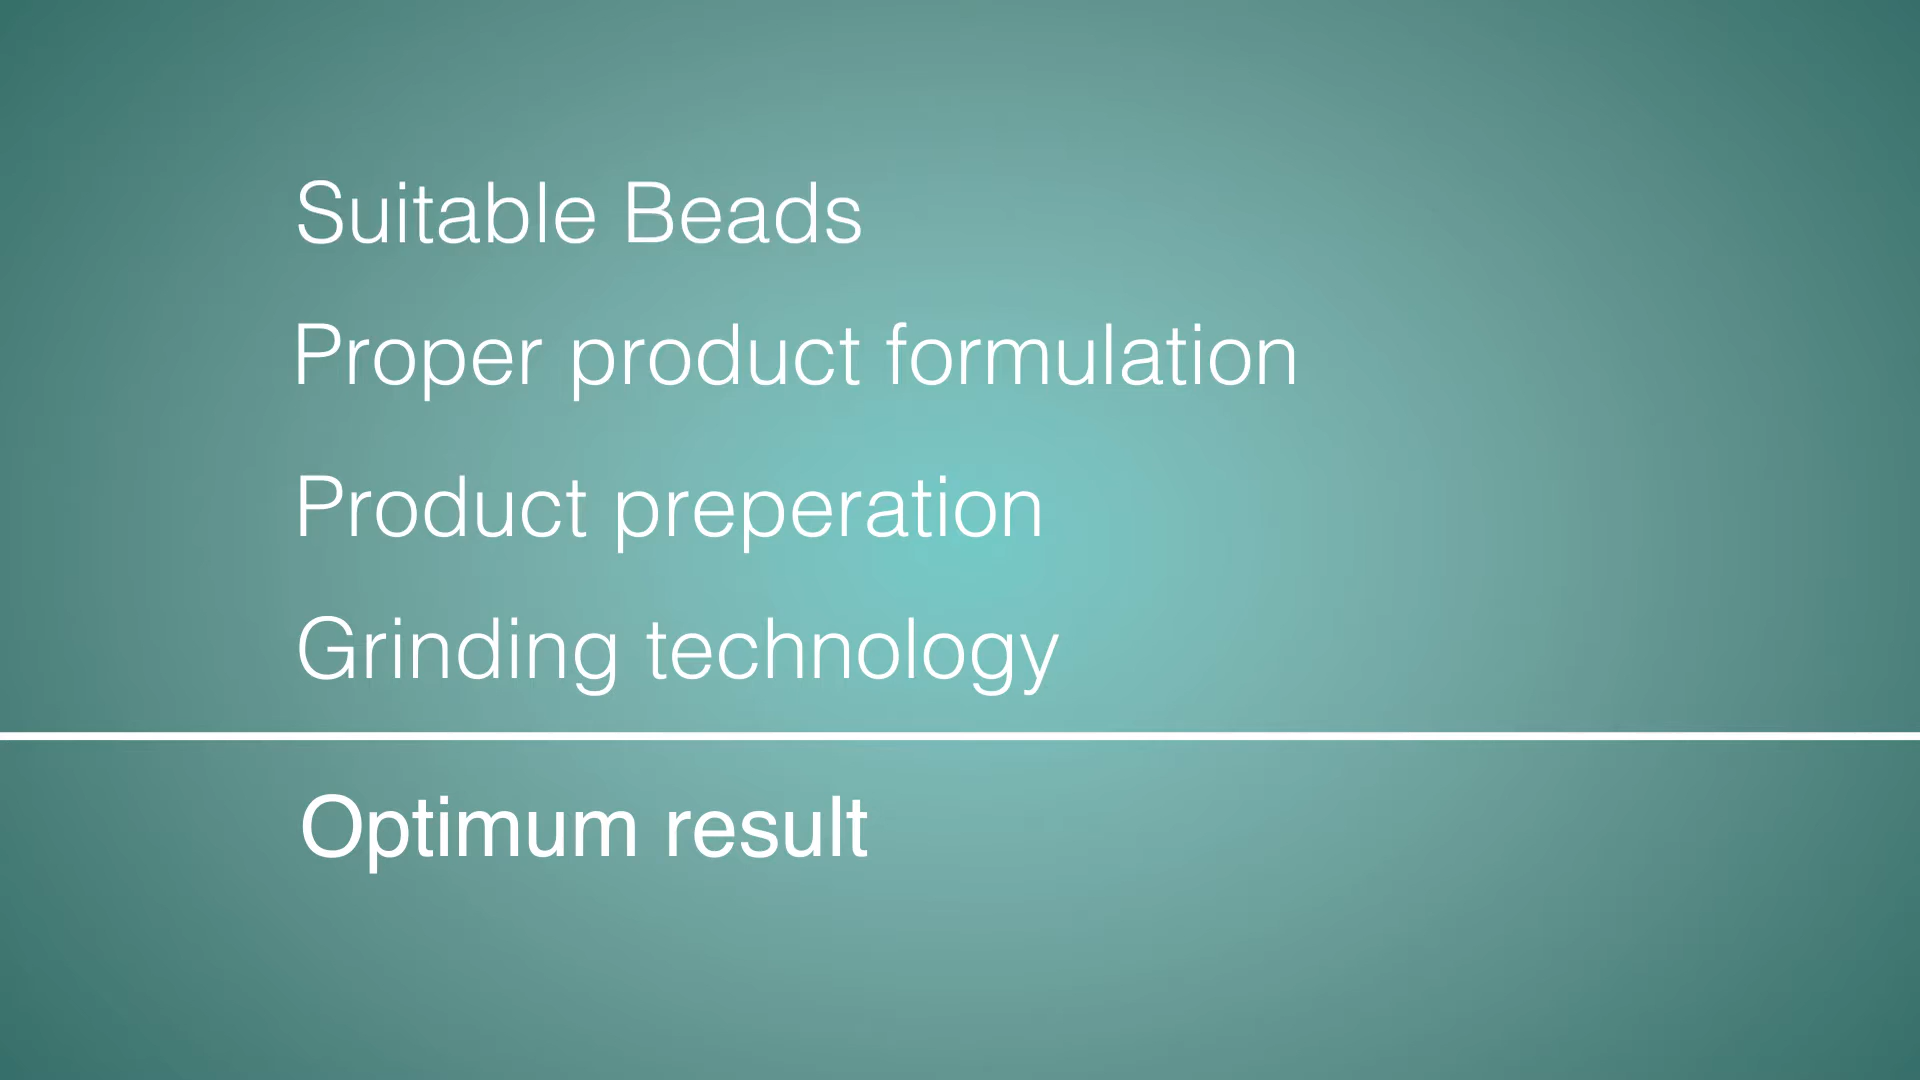 Suitable Beads
Proper product formulation
Product preperation
Grinding technology
Optimum result